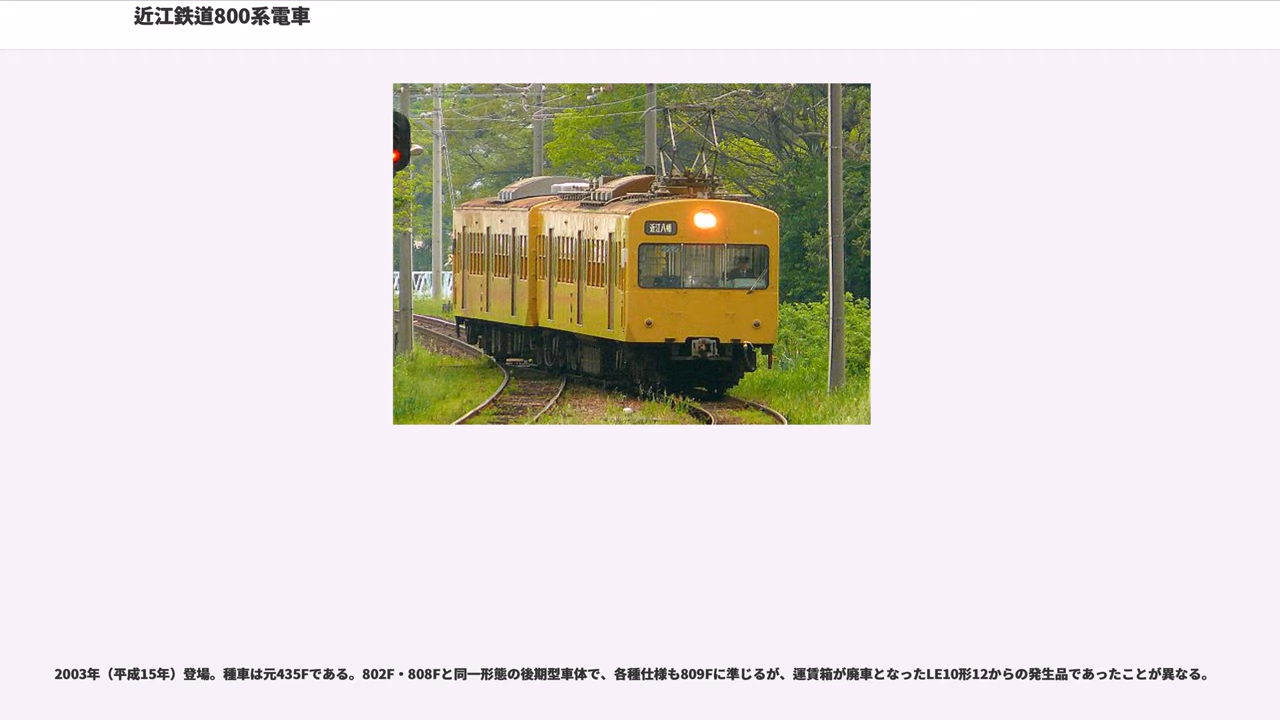 近江鉄道800系電車
近江八幡
2003年（平成15年）登場。種車は元435Fである。802F・808Fと同一形態の後期型車体で、各種仕様も809Fに準じるが、運賃箱が廃車となったLE10形12からの発生品であったことが異なる。